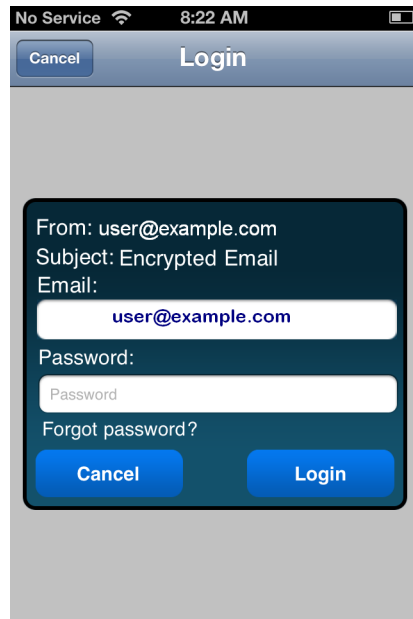 No Service 8:22 AM
Cancel Login
From: user@example.com
Subject: Encrypted Email
Email:
user@example.com
Password:
Password
Forgot password?
Cancel Login